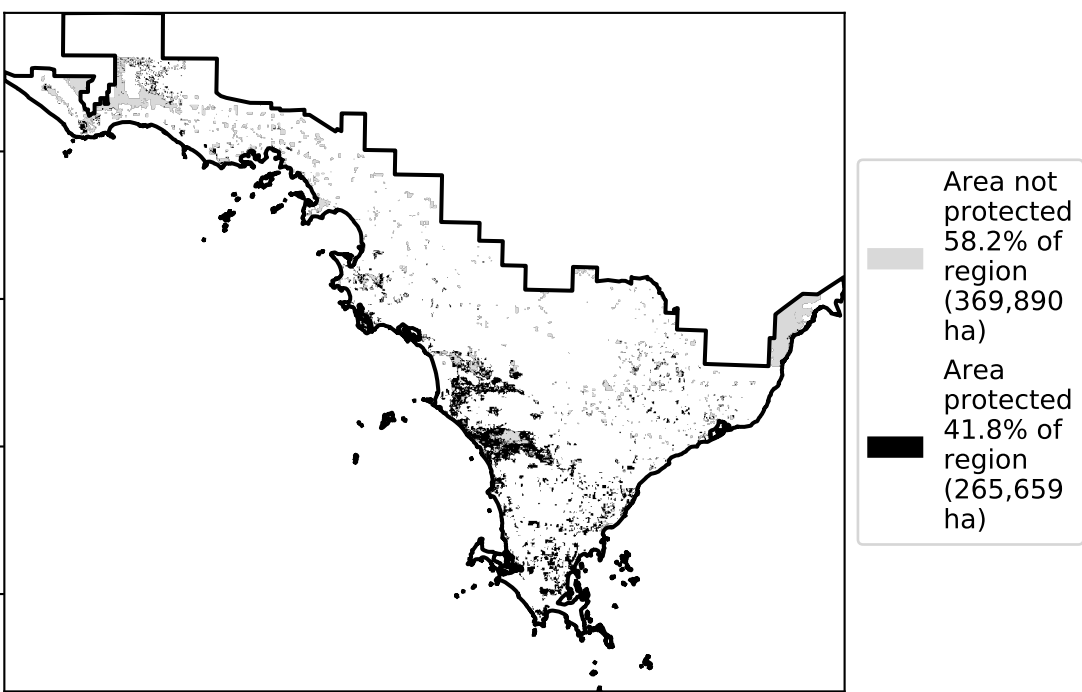 Area not
protected
58.2% of
region
(369,890
ha)
Area
protected
41.8% of
region
(265,659
ha)